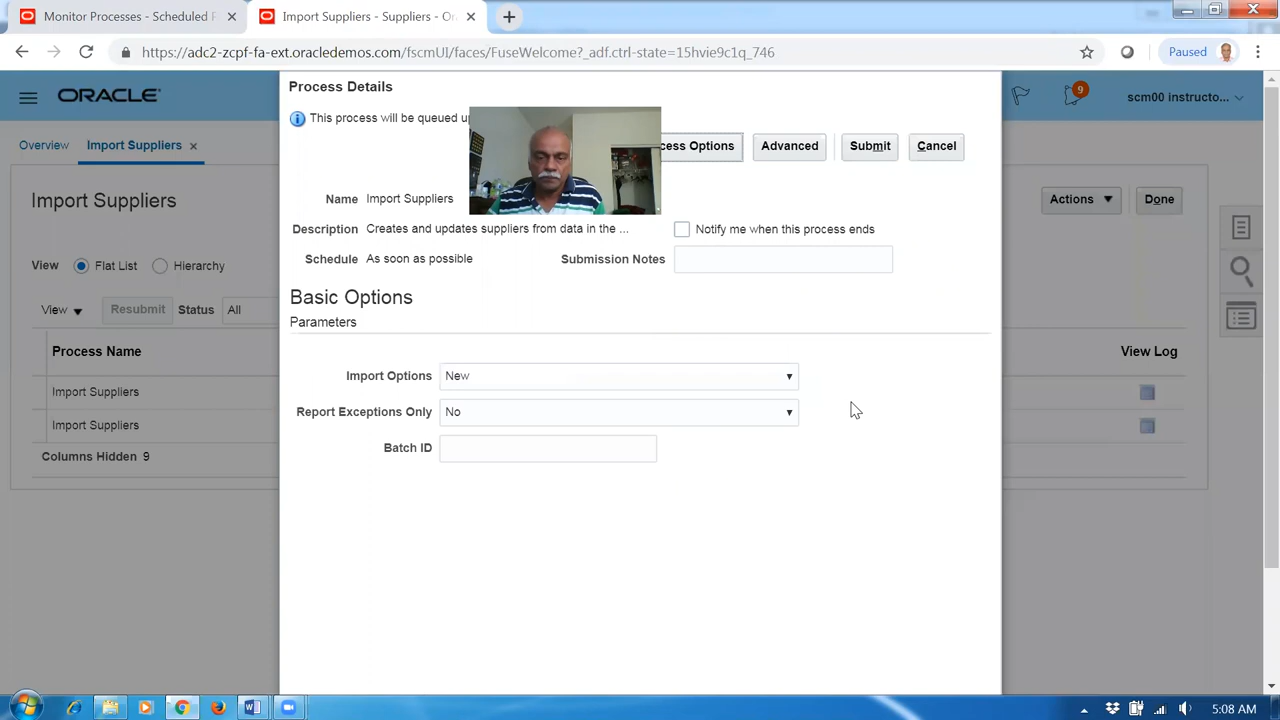 Monitor Processes - Scheduled P
Import Suppliers - Suppliers - Or
https://adc2-zcpf-fa-ext.oracledemos.com/fscmUI/faces/FuseWelcome?_adf.ctrl-state=15hvie9c1q_746
Paused
ORACLE
9
scm00 instructo...
Overview
Import Suppliers
Import Suppliers
Actions
Done
View
Flat List
Hierarchy
View
Resubmit
Status
All
Process Name
View Log
Import Suppliers
Import Suppliers
Columns Hidden 9
Process Details
This process will be queued u
cess Options
Advanced
Submit
Cancel
Name Import Suppliers
Description Creates and updates suppliers from data in the ...
Notify me when this process ends
Schedule As soon as possible
Submission Notes
Basic Options
Parameters
Import Options New
Report Exceptions Only No
Batch ID
5:08 AM